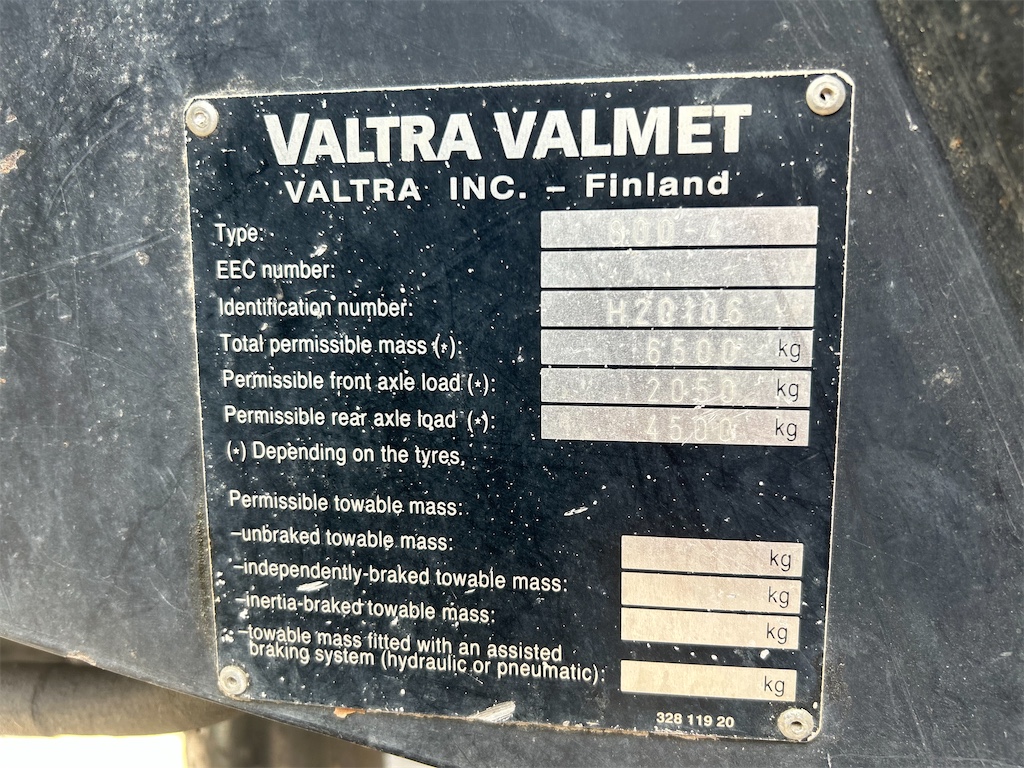 VALTRA VALMET
VALTRA INC. – Finland
Type: 800-4
EEC number:
Identification number: H20106
Total permissible mass (*): 6500 kg
Permissible front axle load (*): 2050 kg
Permissible rear axle load (*): 4500 kg
(*) Depending on the tyres,
Permissible towable mass:
–unbraked towable mass: kg
–independently-braked towable mass: kg
–inertia-braked towable mass: kg
–towable mass fitted with an assisted
braking system (hydraulic or pneumatic): kg
328 119 20